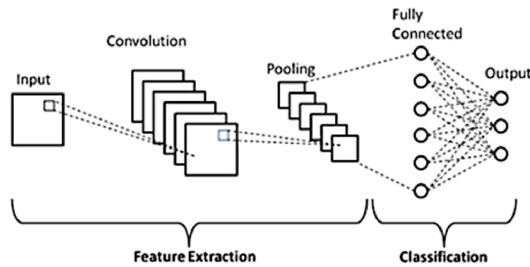 Fully
Connected
Convolution
Pooling
Input
Output
Feature Extraction
Classification